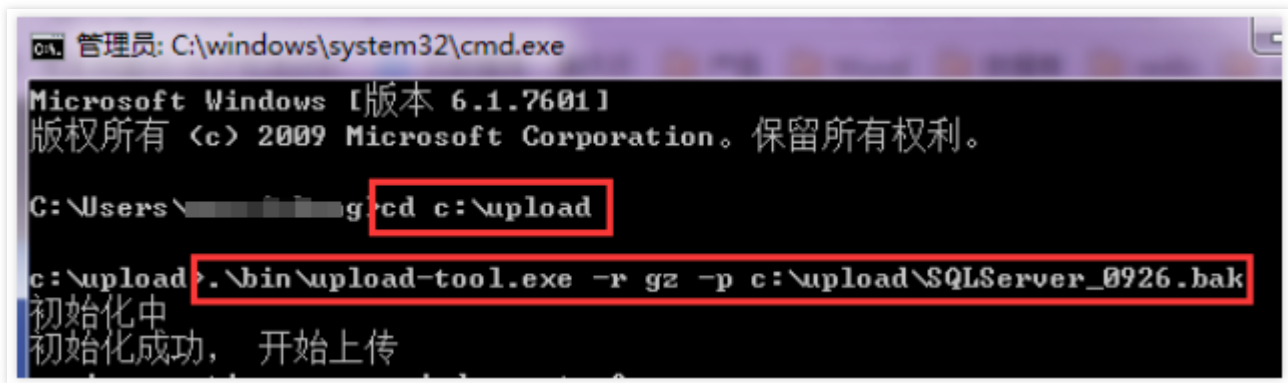 管理员: C:\windows\system32\cmd.exe
Microsoft Windows [版本 6.1.7601]
版权所有 (c) 2009 Microsoft Corporation。保留所有权利。
C:\Users\ g>cd c:\upload
c:\upload>.\bin\upload-tool.exe -r gz -p c:\upload\SQLServer_0926.bak
初始化中
初始化成功， 开始上传